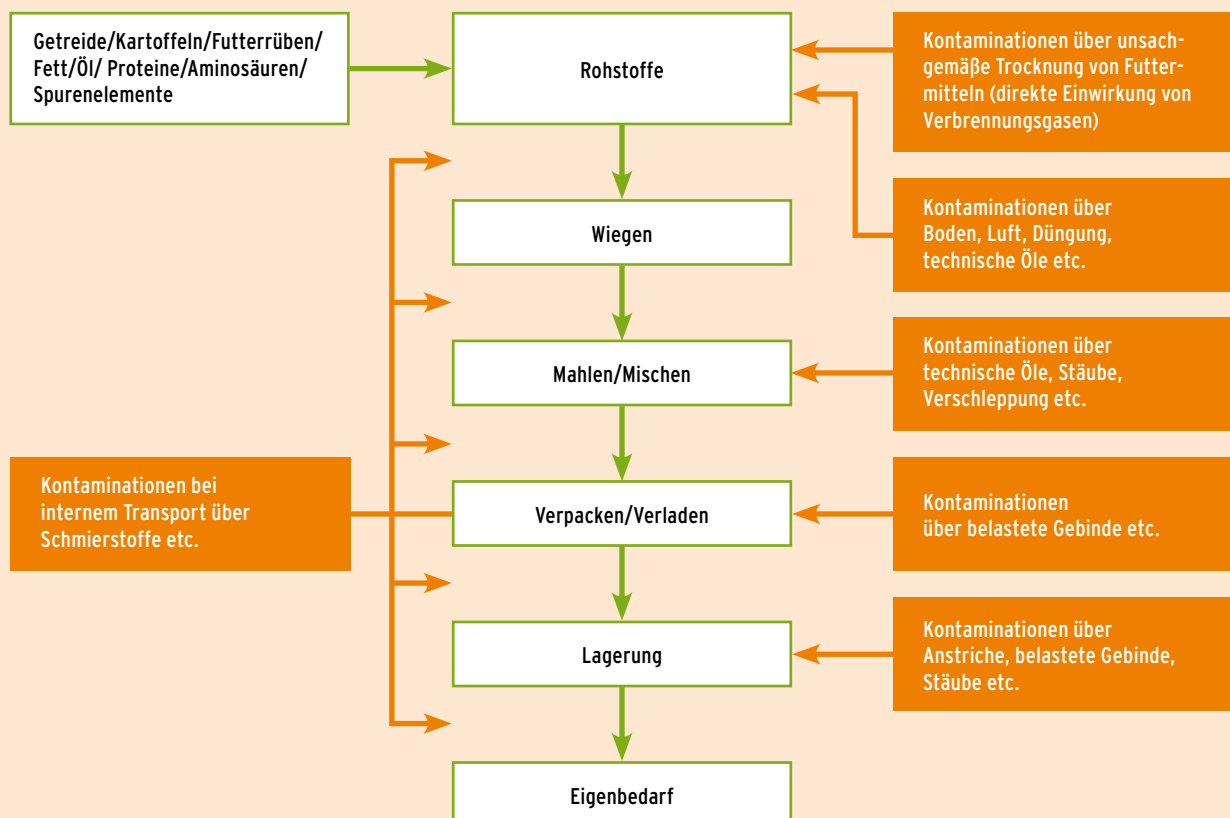 Getreide/Kartoffeln/Futterrüben/
Fett/Öl/ Proteine/Aminosäuren/
Spurenelemente
Rohstoffe
Kontaminationen über unsach-
gemäße Trocknung von Futter-
mitteln (direkte Einwirkung von
Verbrennungsgasen)
Wiegen
Kontaminationen über
Boden, Luft, Düngung,
technische Öle etc.
Mahlen/Mischen
Kontaminationen über
technische Öle, Stäube,
Verschleppung etc.
Kontaminationen bei
internem Transport über
Schmierstoffe etc.
Verpacken/Verladen
Kontaminationen
über belastete Gebinde etc.
Lagerung
Kontaminationen über
Anstriche, belastete Gebinde,
Stäube etc.
Eigenbedarf